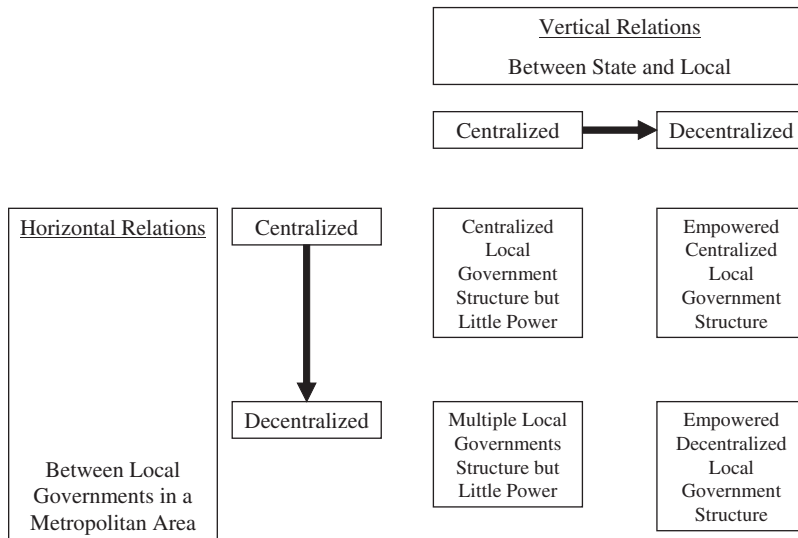 Vertical Relations
Between State and Local
Centralized
Decentralized
Horizontal Relations
Between Local
Governments in a
Metropolitan Area
Centralized
Centralized
Local
Government
Structure but
Little Power
Empowered
Centralized
Local
Government
Structure
Decentralized
Multiple Local
Governments
Structure but
Little Power
Empowered
Decentralized
Local
Government
Structure